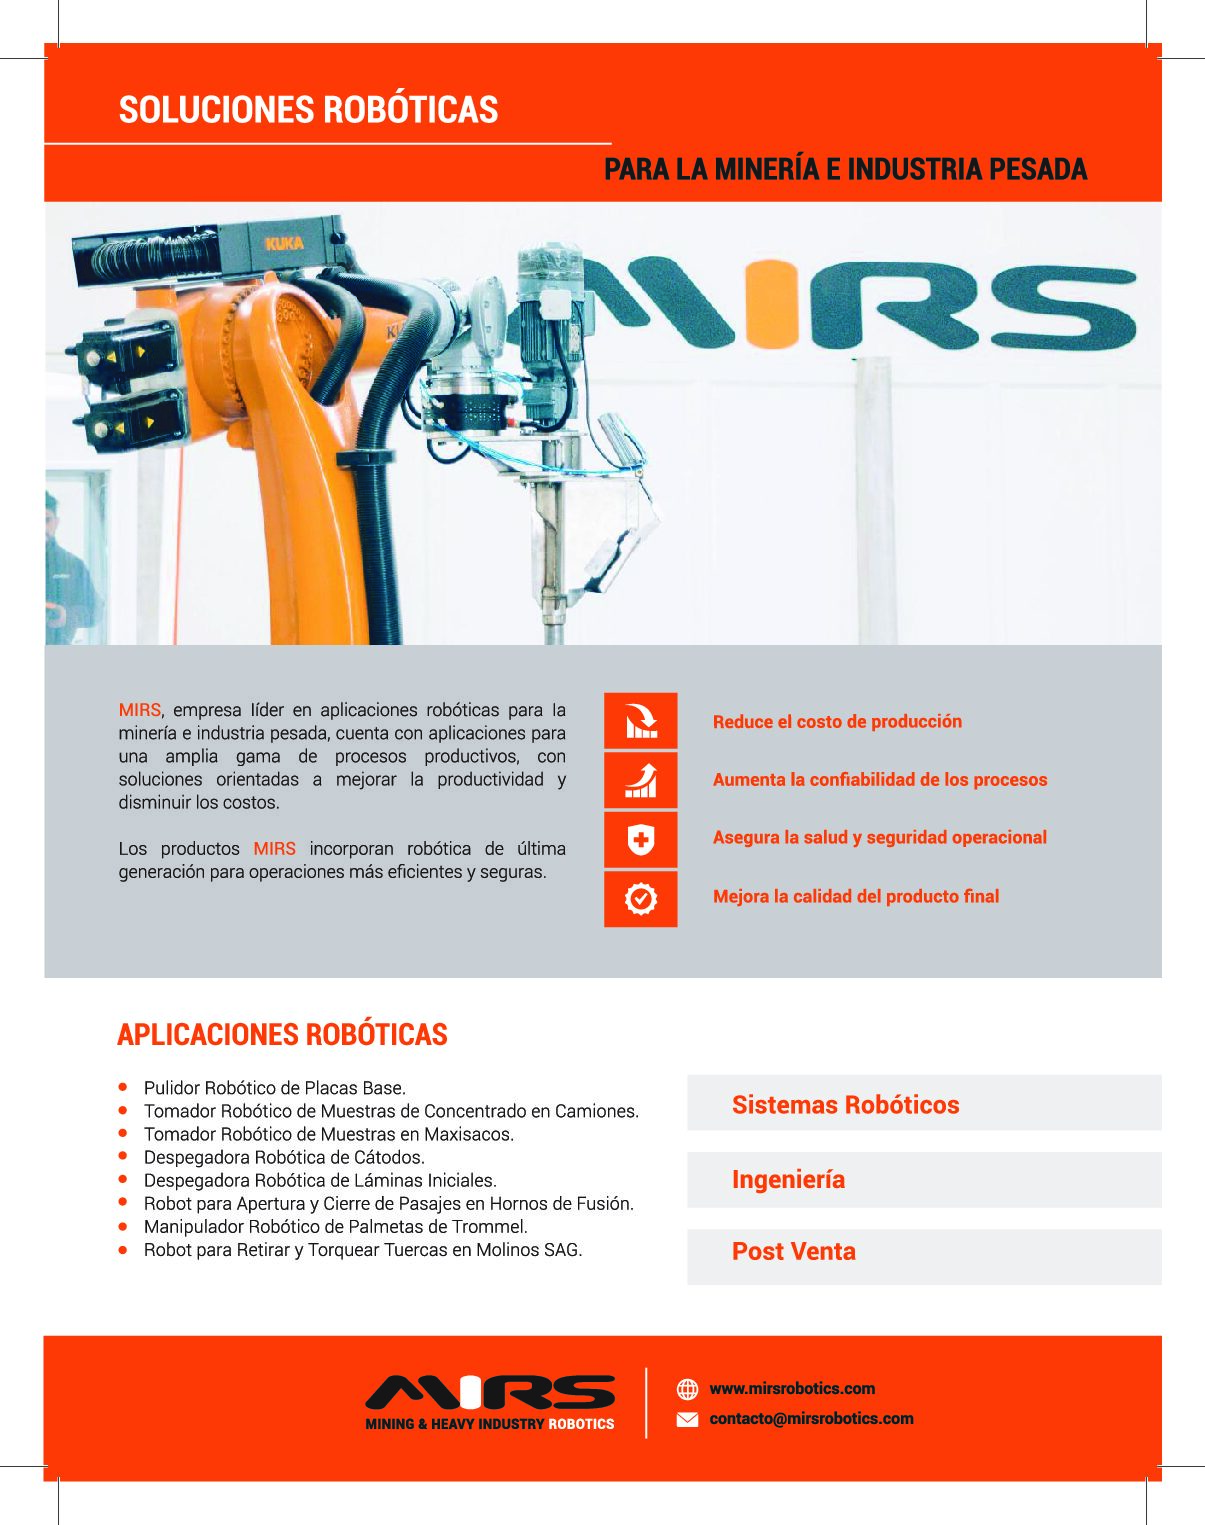 SOLUCIONES ROBÓTICAS
PARA LA MINERÍA E INDUSTRIA PESADA
KUKA
MIRS
MIRS, empresa líder en aplicaciones robóticas para la
minería e industria pesada, cuenta con aplicaciones para
una amplia gama de procesos productivos, con
soluciones orientadas a mejorar la productividad y
disminuir los costos.
Los productos MIRS incorporan robótica de última
generación para operaciones más eficientes y seguras.
Reduce el costo de producción
Aumenta la confiabilidad de los procesos
Asegura la salud y seguridad operacional
Mejora la calidad del producto final
APLICACIONES ROBÓTICAS
Pulidor Robótico de Placas Base.
Tomador Robótico de Muestras de Concentrado en Camiones.
Tomador Robótico de Muestras en Maxisacos.
Despegadora Robótica de Cátodos.
Despegadora Robótica de Láminas Iniciales.
Robot para Apertura y Cierre de Pasajes en Hornos de Fusión.
Manipulador Robótico de Palmetas de Trommel.
Robot para Retirar y Torquear Tuercas en Molinos SAG.
Sistemas Robóticos
Ingeniería
Post Venta
MIRS
MINING & HEAVY INDUSTRY ROBOTICS
www.mirsrobotics.com
contacto@mirsrobotics.com